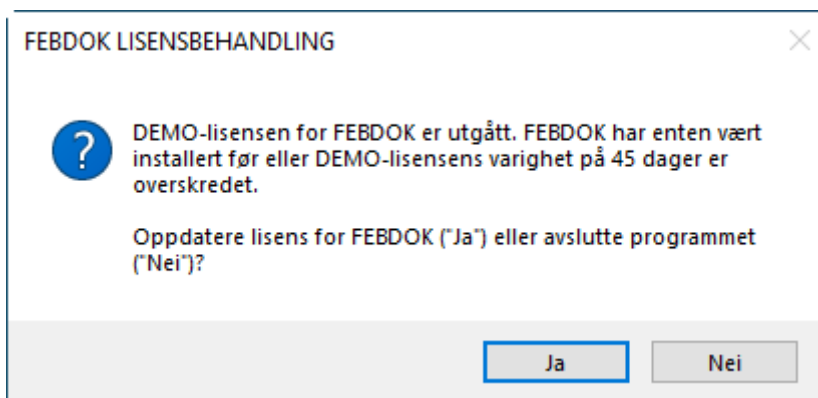 FEBDOK LISENSBEHANDLING
DEMO-lisensen for FEBDOK er utgått. FEBDOK har enten vært
installert før eller DEMO-lisensens varighet på 45 dager er
overskredet.
Oppdatere lisens for FEBDOK ("Ja") eller avslutte programmet
("Nei")?
Ja
Nei